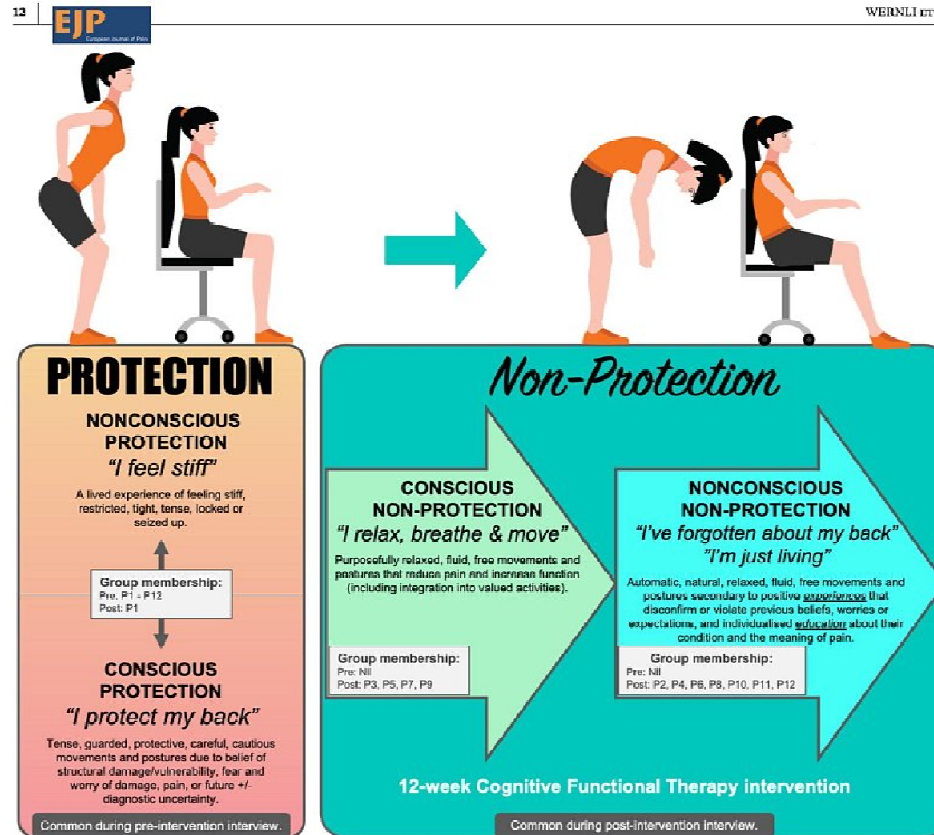 12
EJP
European Journal of Pain
WERNLI ET
PROTECTION
NONCONSCIOUS
PROTECTION
"I feel stiff"
A lived experience of feeling stiff,
restricted, tight, tense, locked or
seized up.
Group membership:
Pre: P1 - P12
Post: P1
CONSCIOUS
PROTECTION
"I protect my back"
Tense, guarded, protective, careful, cautious
movements and postures due to belief of
structural damage/vulnerability, fear and
worry of damage, pain, or future +/-
diagnostic uncertainty.
Common during pre-intervention interview.
Non-Protection
CONSCIOUS
NON-PROTECTION
"I relax, breathe & move"
Purposefully relaxed, fluid, free movements and
postures that reduce pain and increase function
(including integration into valued activities).
Group membership:
Pre: Nil
Post: P3, P5, P7, P9
NONCONSCIOUS
NON-PROTECTION
"I've forgotten about my back"
"I'm just living"
Automatic, natural, relaxed, fluid, free movements and
postures secondary to positive experiences that
disconfirm or violate previous beliefs, worries or
expectations, and individualised education about their
condition and the meaning of pain.
Group membership:
Pre: Nil
Post: P2, P4, P6, P8, P10, P11, P12
12-week Cognitive Functional Therapy intervention
Common during post-intervention interview.